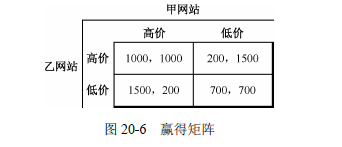 甲网站
高价 低价
乙网站 高价 1000，1000 200，1500
低价 1500，200 700，700
图 20-6 赢得矩阵